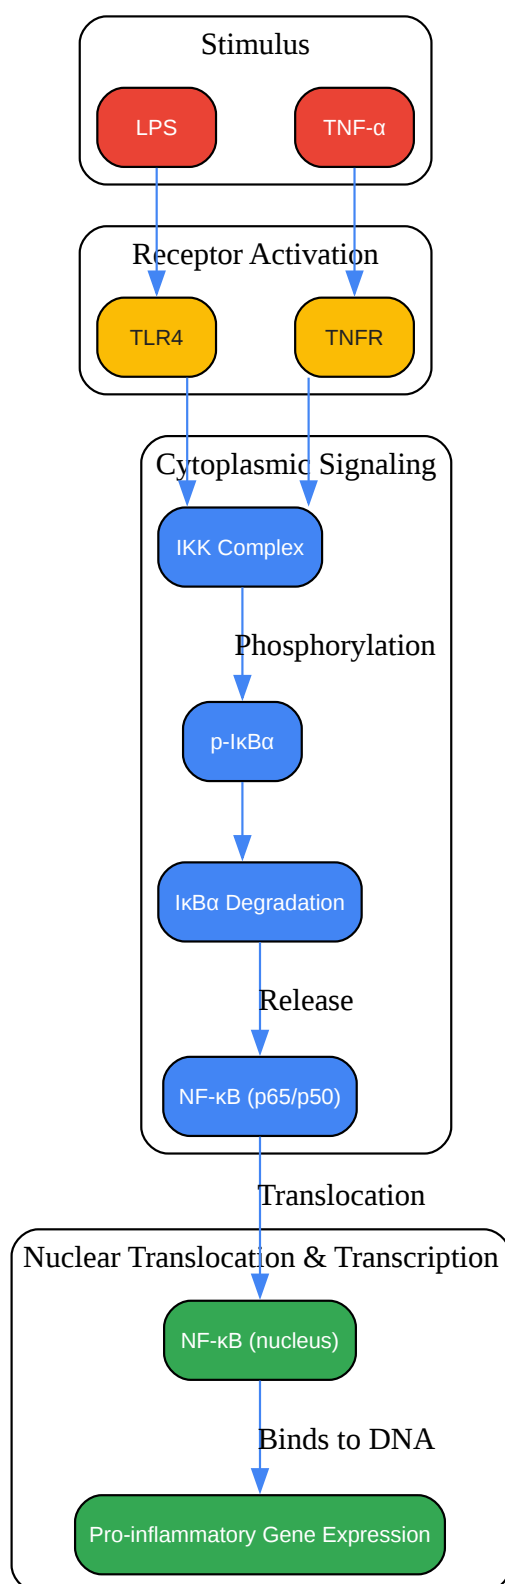 Stimulus
LPS
TNF-α
Receptor Activation
TLR4
TNFR
Cytoplasmic Signaling
IKK Complex
Phosphorylation
p-IκBα
IκBα Degradation
Release
NF-κB (p65/p50)
Translocation
Nuclear Translocation & Transcription
NF-κB (nucleus)
Binds to DNA
Pro-inflammatory Gene Expression